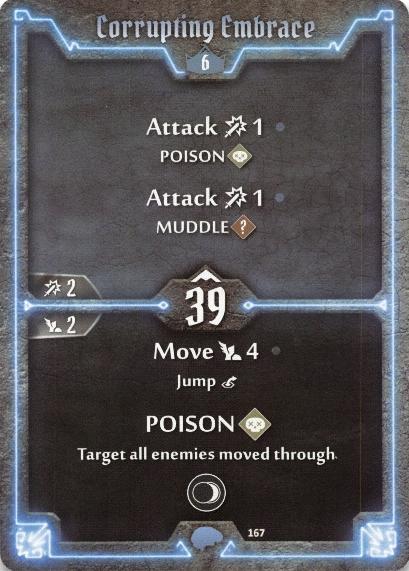 Corrupting Embrace
6
Attack 1
POISON
Attack 1
MUDDLE ?
2
39
2
Move 4
Jump
POISON
Target all enemies moved through.
167